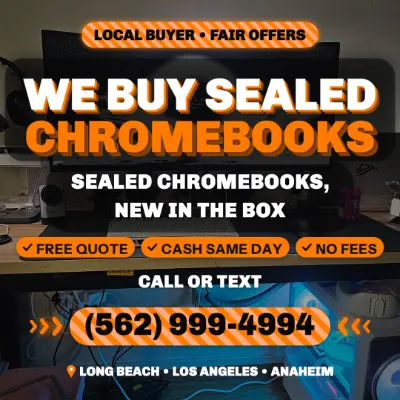 LOCAL BUYER • FAIR OFFERS
WE BUY SEALED
CHROMEBOOKS
SEALED CHROMEBOOKS,
NEW IN THE BOX
FREE QUOTE CASH SAME DAY NO FEES
CALL OR TEXT
(562) 999-4994
LONG BEACH • LOS ANGELES • ANAHEIM